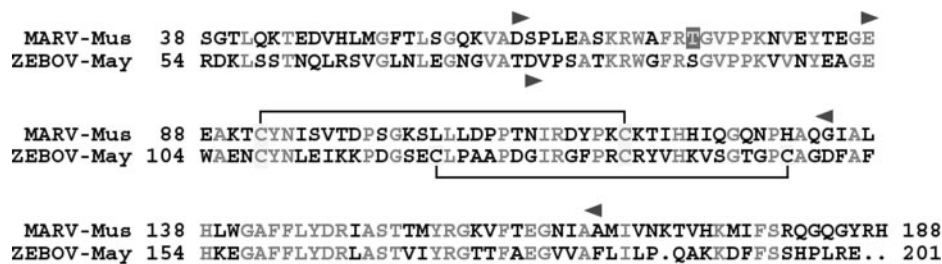 MARV-Mus 38 SGTLQKTEDVHLMGFTLSGQKVADSPLEASKRWAFRTGVPPKNVEYTEGE
ZEBOV-May 54 RDKLSSTNQLRSVGLNLEGNGVATDVPSATKRWGFRSGVPPKVVNYEAGE
MARV-Mus 88 EAKTCYNISVTDPSGKSLLLDPPTNIRDYPKCKTIHHIQGQNPHAQGIAL
ZEBOV-May 104 WAENCYNLEIKKPDGSECLPAAPDGIRGFPRCRYVHKVSGTGPCAGDFAF
MARV-Mus 138 HLWGAFFLYDRIASTTMYRGKVFTEGNIAAMIVNKTVHKMIFSRQGQGYRH 188
ZEBOV-May 154 HKEGAFFLYDRLASTVIYRGTTFAEGVVAFLILP.QAKKDFFSSHPLRE.. 201